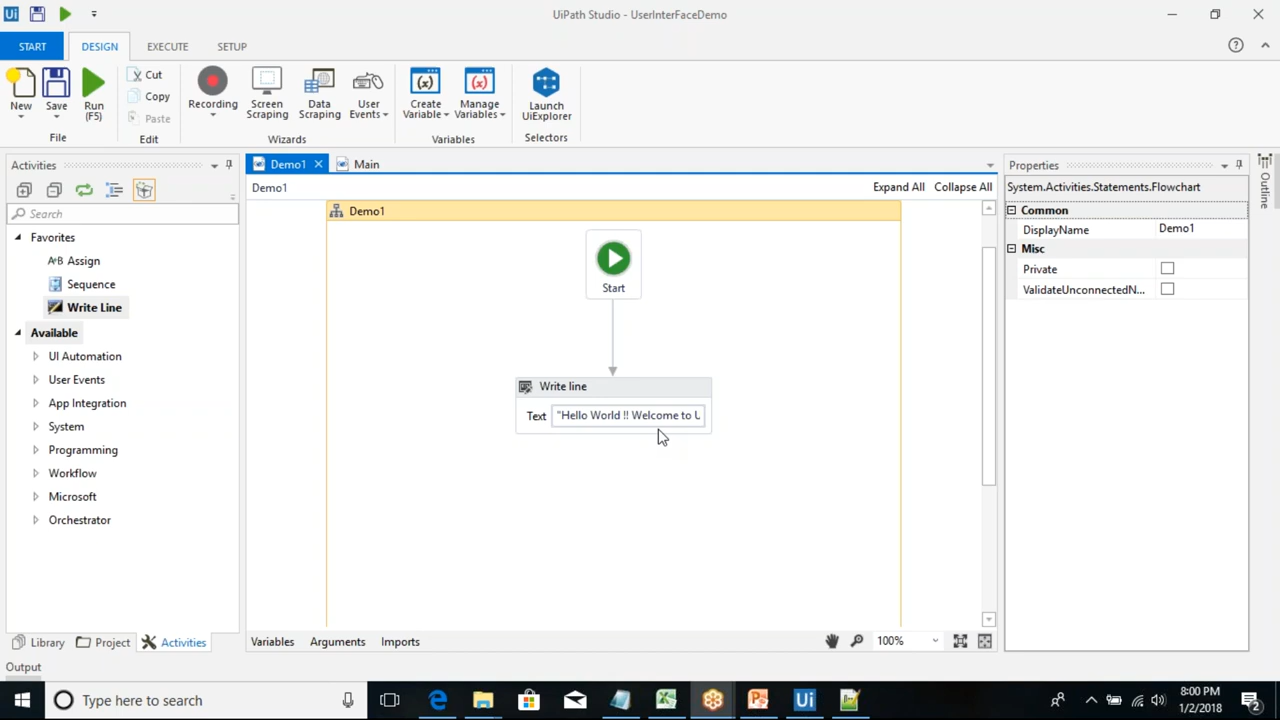 Ui
UiPath Studio - UserInterFaceDemo
START
DESIGN
EXECUTE
SETUP
New
Save
Run
(F5)
Cut
Copy
Paste
Recording
Screen
Scraping
Data
Scraping
User
Events
Create
Variable
Manage
Variables
Launch
UiExplorer
File
Edit
Wizards
Variables
Selectors
Activities
Search
Favorites
A+B Assign
Sequence
Write Line
Available
UI Automation
User Events
App Integration
System
Programming
Workflow
Microsoft
Orchestrator
Library
Project
Activities
Output
Demo1
Main
Demo1
Expand All
Collapse All
Demo1
Start
Write line
Text
"Hello World !! Welcome to U
Variables
Arguments
Imports
100%
Properties
System.Activities.Statements.Flowchart
Common
DisplayName
Demo1
Misc
Private
ValidateUnconnectedN...
Outline
Type here to search
Ui
8:00 PM
1/2/2018
2